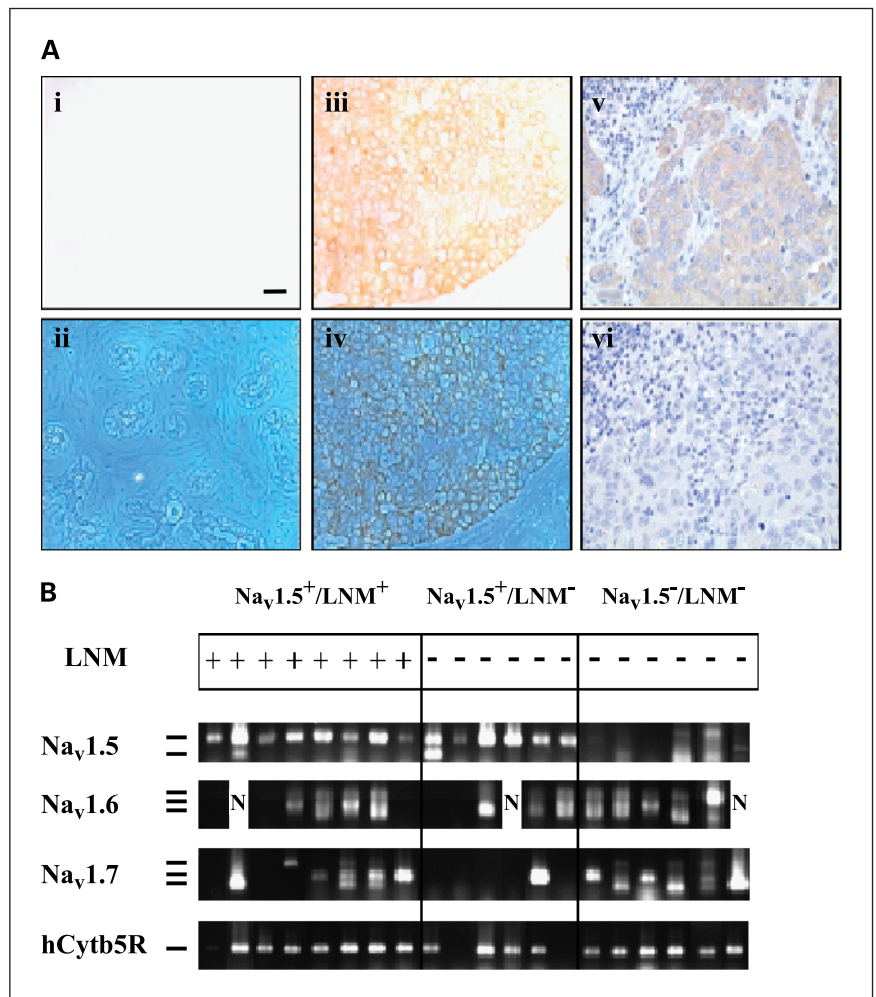 A
i
iii
v
ii
iv
vi
B
Nav1.5+/LNM+ Nav1.5+/LNM- Nav1.5-/LNM-
LNM + + + + + + + + - - - - - - - - - - - -
Nav1.5
Nav1.6 N N N
Nav1.7
hCytb5R